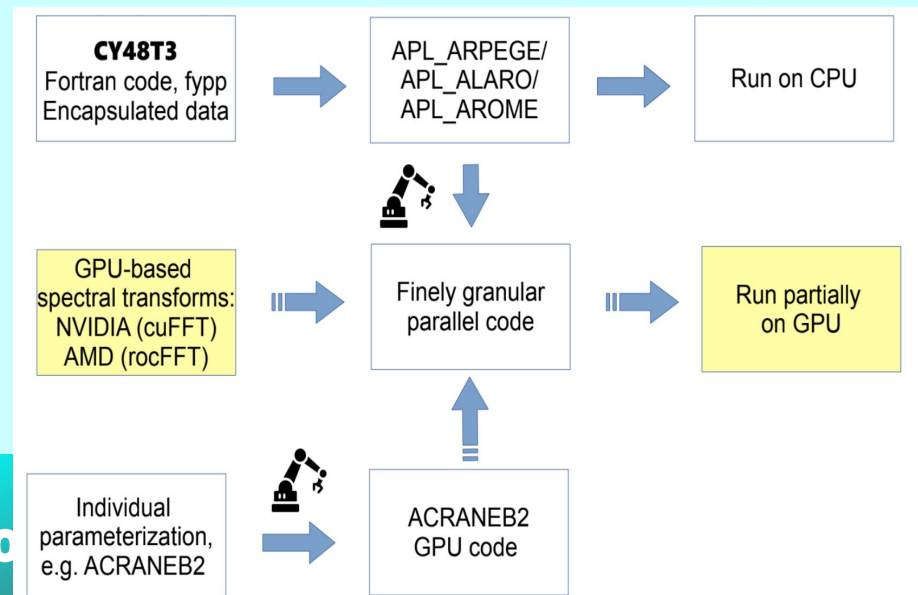 CY48T3
Fortran code, fypp
Encapsulated data
APL_ARPEGE/
APL_ALARO/
APL_AROME
Run on CPU
GPU-based
spectral transforms:
NVIDIA (cuFFT)
AMD (rocFFT)
Finely granular
parallel code
Run partially
on GPU
Individual
parameterization,
e.g. ACRANEB2
ACRANEB2
GPU code